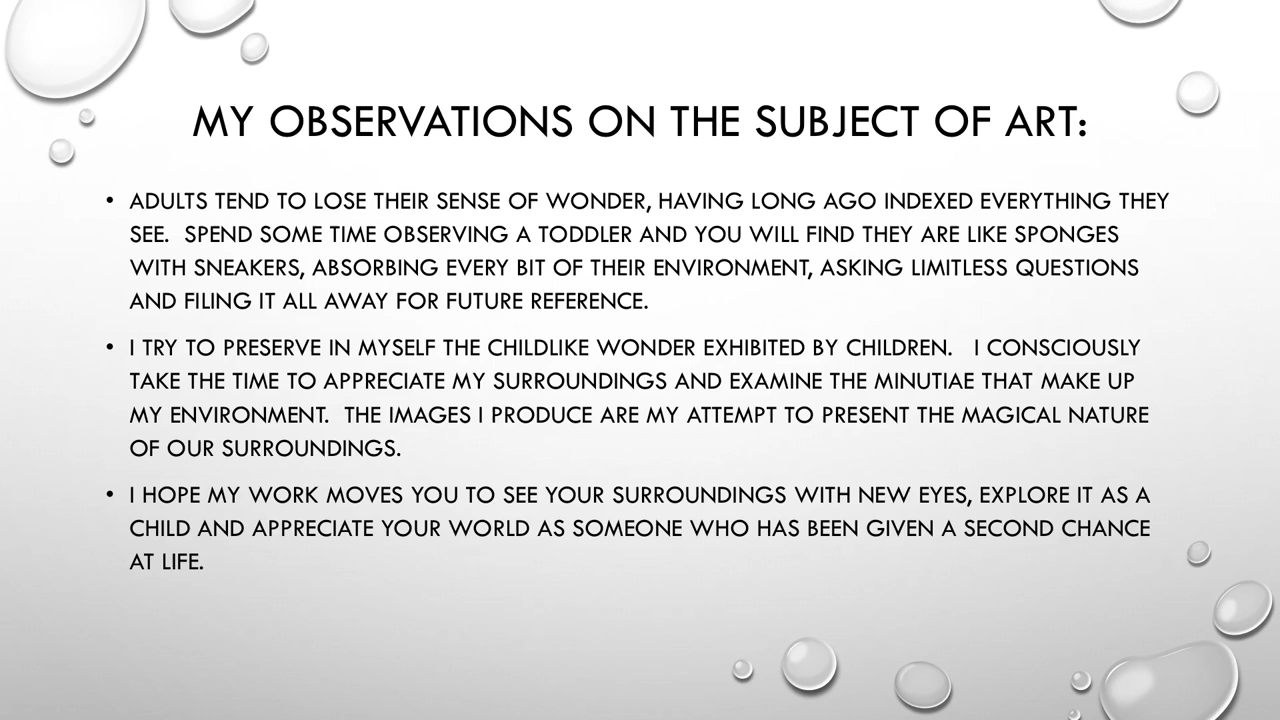 MY OBSERVATIONS ON THE SUBJECT OF ART:
• ADULTS TEND TO LOSE THEIR SENSE OF WONDER, HAVING LONG AGO INDEXED EVERYTHING THEY
SEE.  SPEND SOME TIME OBSERVING A TODDLER AND YOU WILL FIND THEY ARE LIKE SPONGES
WITH SNEAKERS, ABSORBING EVERY BIT OF THEIR ENVIRONMENT, ASKING LIMITLESS QUESTIONS
AND FILING IT ALL AWAY FOR FUTURE REFERENCE.
• I TRY TO PRESERVE IN MYSELF THE CHILDLIKE WONDER EXHIBITED BY CHILDREN.   I CONSCIOUSLY
TAKE THE TIME TO APPRECIATE MY SURROUNDINGS AND EXAMINE THE MINUTIAE THAT MAKE UP
MY ENVIRONMENT.  THE IMAGES I PRODUCE ARE MY ATTEMPT TO PRESENT THE MAGICAL NATURE
OF OUR SURROUNDINGS.
• I HOPE MY WORK MOVES YOU TO SEE YOUR SURROUNDINGS WITH NEW EYES, EXPLORE IT AS A
CHILD AND APPRECIATE YOUR WORLD AS SOMEONE WHO HAS BEEN GIVEN A SECOND CHANCE
AT LIFE.